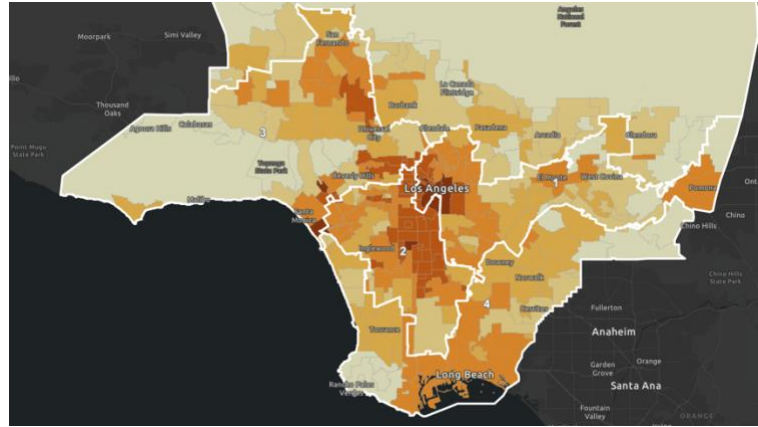 Angeles
National
Forest
Moorpark
Simi Valley
San
Fernando
La Canada
Flintridge
Burbank
Thousand
Oaks
Universal
City
Glendale
Pasadena
Arcadia
Glendora
Agoura Hills
Calabasas
3
Point Mugu
State Park
Topanga
State Park
Beverly Hills
El Monte
1
West Covina
Los Angeles
Pomona
Ont
Malibu
Santa
Monica
Chino
Chino Hills
Inglewood
2
Downey
Norwalk
Chino Hills
State Park
4
Cerritos
Fullerton
Torrance
Anaheim
Long Beach
Rancho Palos
Verdes
Garden
Grove
Orange
Santa Ana
Fountain
Valley
ORANGE